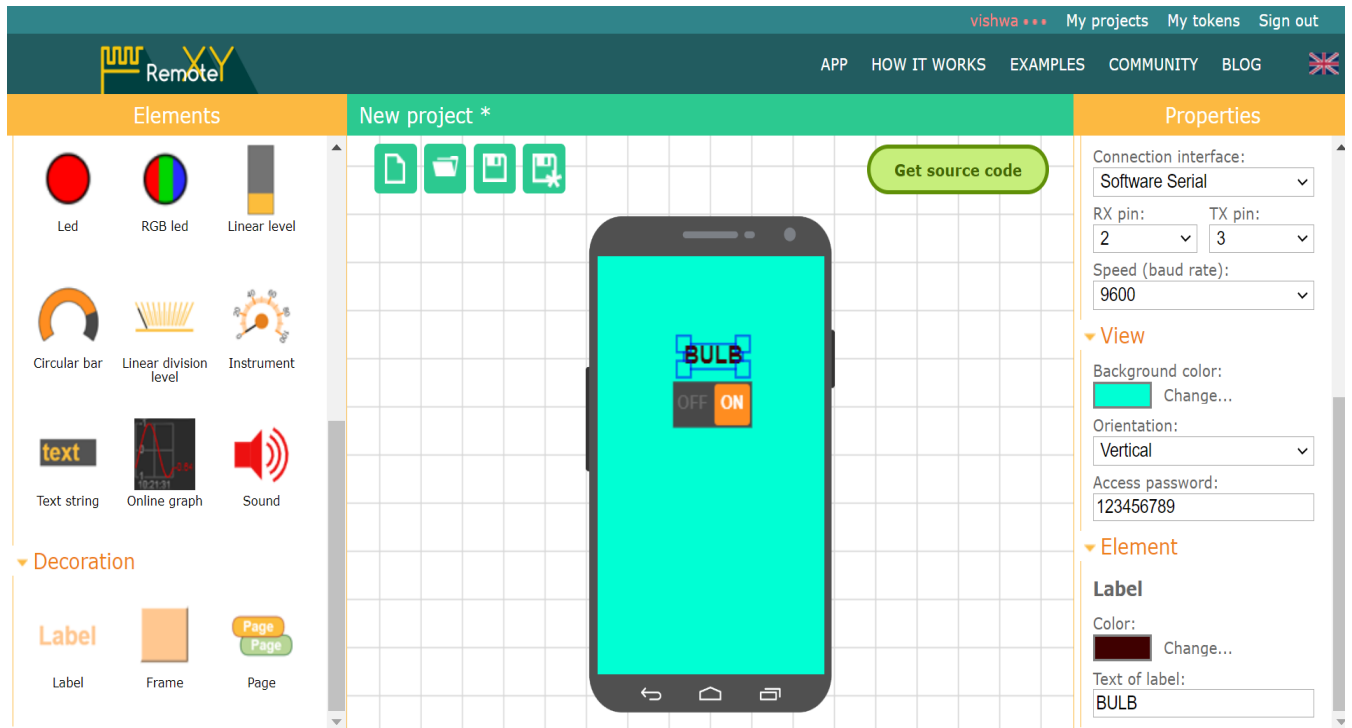 vishwa ••• My projects My tokens Sign out
RemoteXY
APP HOW IT WORKS EXAMPLES COMMUNITY BLOG
Elements
New project *
Properties
Get source code
Led RGB led Linear level
Circular bar Linear division level Instrument
text
Text string Online graph Sound
Decoration
Label
Page
Page
Label Frame Page
BULB
OFF ON
Connection interface:
Software Serial
RX pin: TX pin:
2 3
Speed (baud rate):
9600
View
Background color:
Change...
Orientation:
Vertical
Access password:
123456789
Element
Label
Color:
Change...
Text of label:
BULB